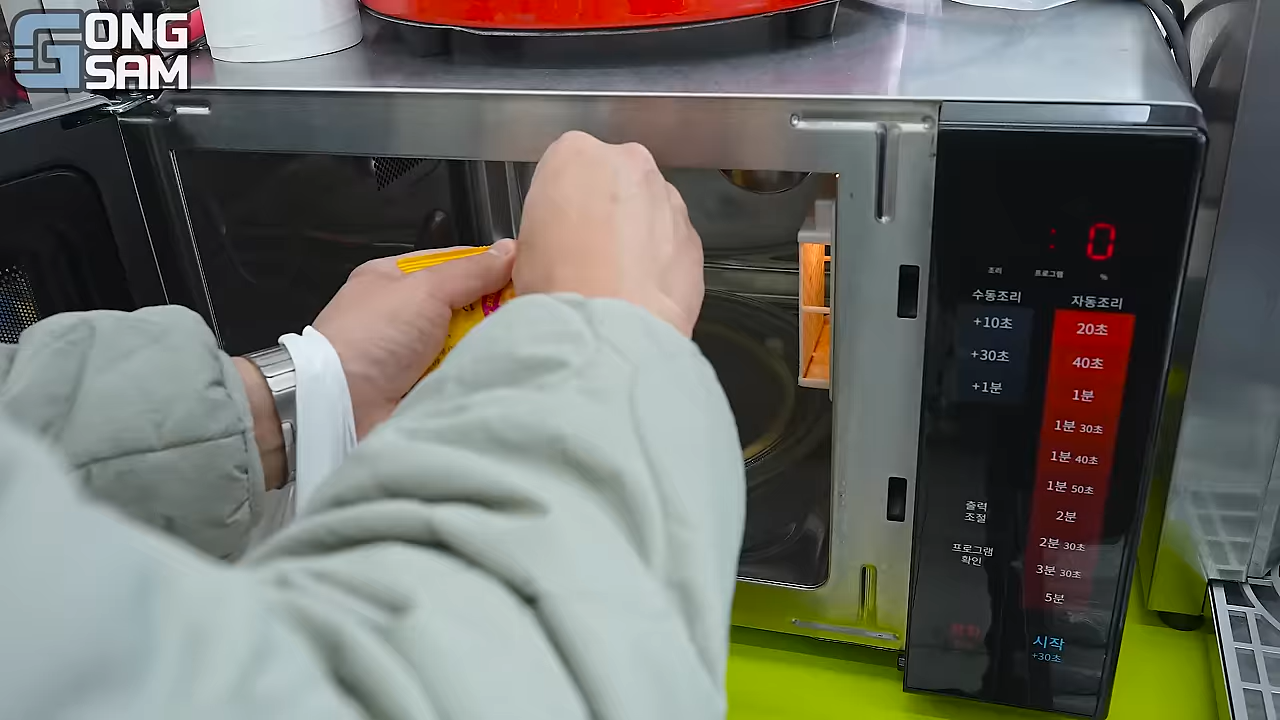 GONG
SAM
: 0
조리
프로그램
%
수동조리
자동조리
+10초
+30초
+1분
20초
40초
1분
1분 30초
1분 40초
1분 50초
2분
2분 30초
3분 30초
5분
출력
조절
프로그램
확인
시작
+30초